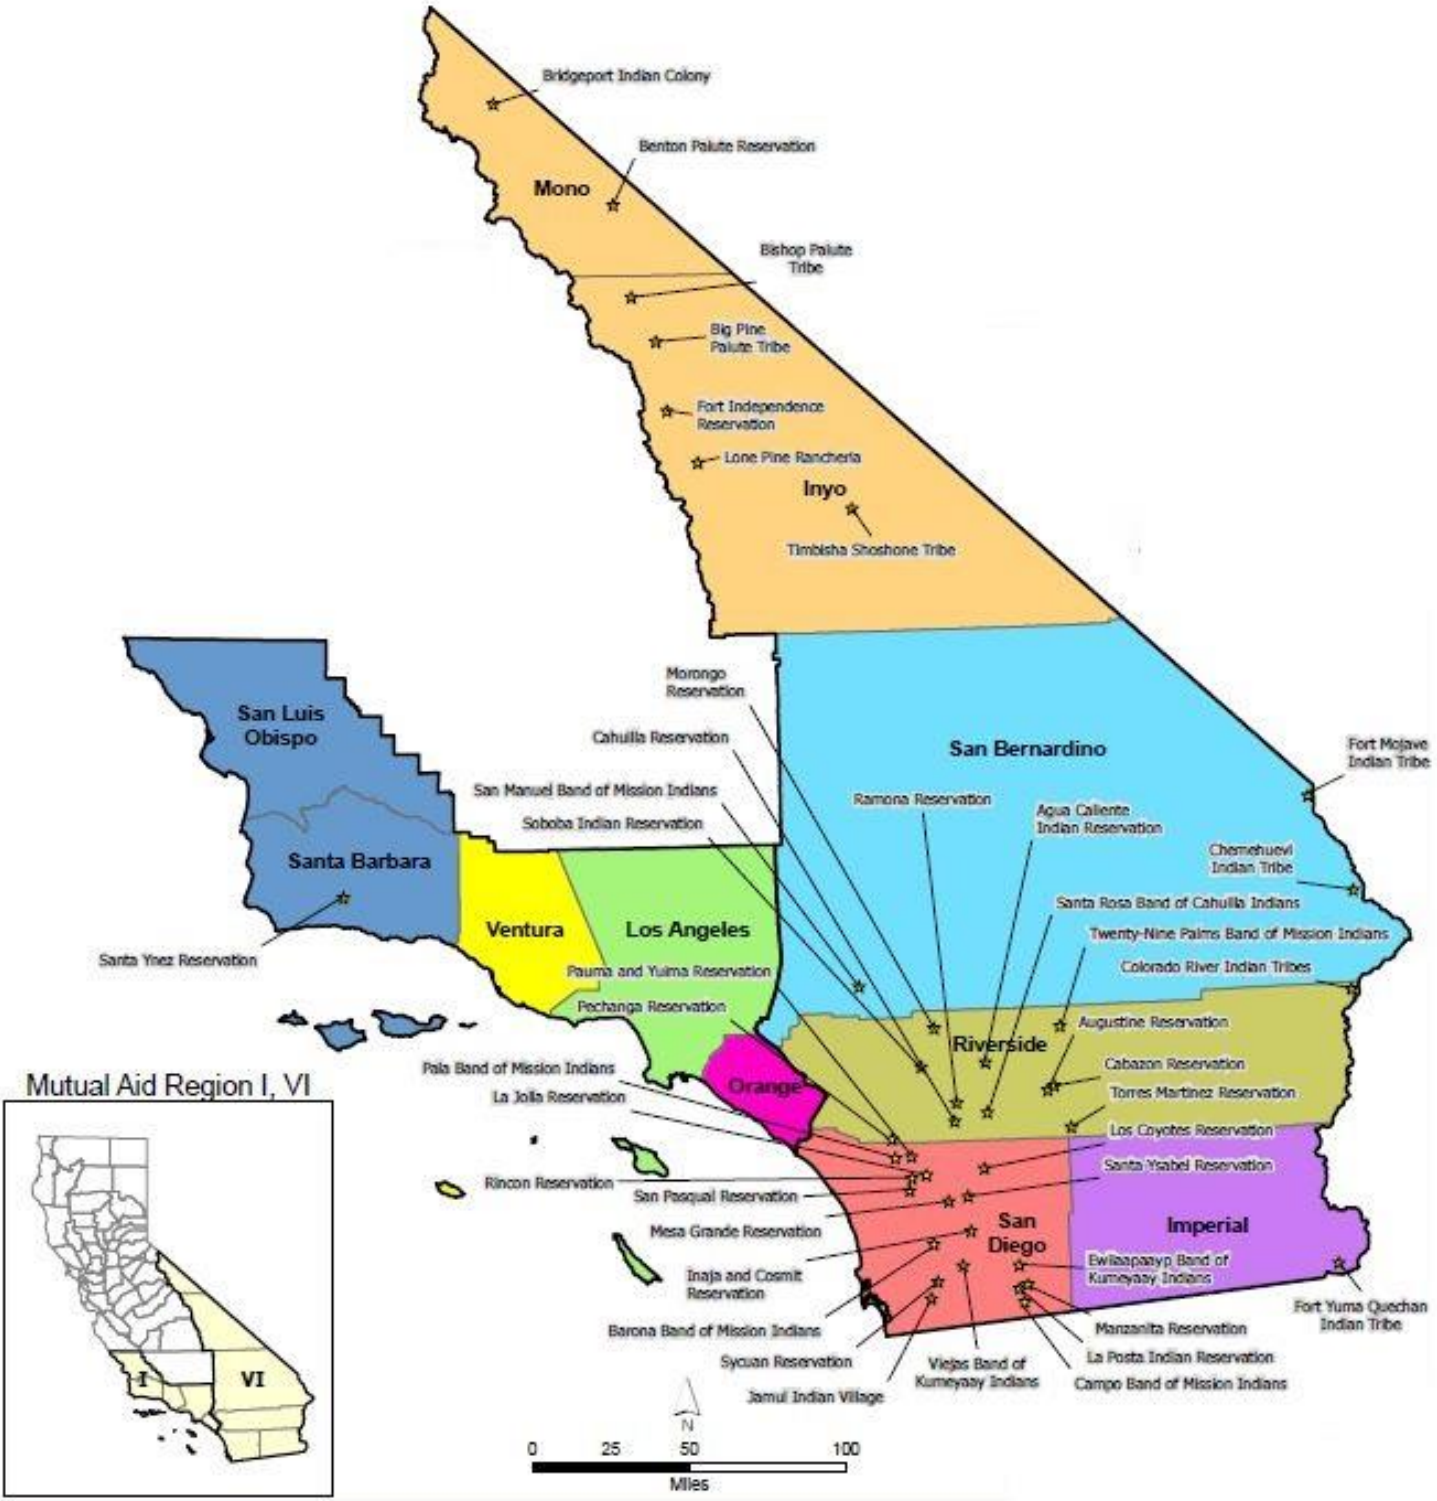 Bridgeport Indian Colony
Benton Paiute Reservation
Mono
Bishop Paiute
Tribe
Big Pine
Paiute Tribe
Fort Independence
Reservation
Lone Pine Rancheria
Inyo
Timbisha Shoshone Tribe
Morongo
Reservation
San Luis
Obispo
Cahuilla Reservation
San Bernardino
Fort Mojave
Indian Tribe
San Manuel Band of Mission Indians
Ramona Reservation
Agua Caliente
Indian Reservation
Soboba Indian Reservation
Chemehuevi
Indian Tribe
Santa Barbara
Santa Rosa Band of Cahuilla Indians
Ventura
Los Angeles
Twenty-Nine Palms Band of Mission Indians
Santa Ynez Reservation
Pauma and Yuima Reservation
Colorado River Indian Tribes
Pechanga Reservation
Augustine Reservation
Riverside
Pala Band of Mission Indians
Cabazon Reservation
Mutual Aid Region I, VI
Orange
La Jolla Reservation
Torres Martinez Reservation
Los Coyotes Reservation
Santa Ysabel Reservation
Rincon Reservation
San Pasqual Reservation
Mesa Grande Reservation
San
Diego
Imperial
Ewiiaapaayp Band of
Kumeyaay Indians
Inaja and Cosmit
Reservation
Fort Yuma Quechan
Indian Tribe
Barona Band of Mission Indians
Manzanita Reservation
Sycuan Reservation
La Posta Indian Reservation
Viejas Band of
Kumeyaay Indians
Campo Band of Mission Indians
Jamul Indian Village
I
VI
N
0 25 50 100
Miles